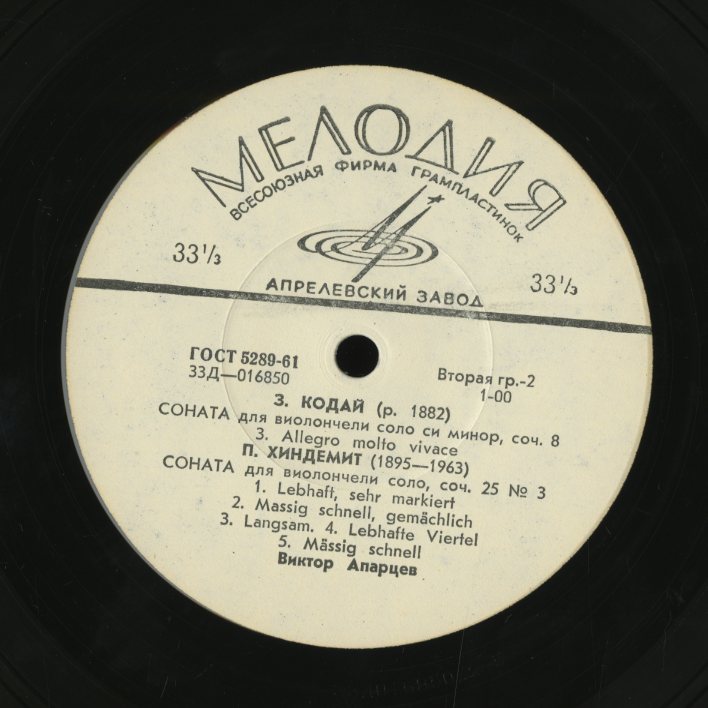 МЕЛОДИЯ
ВСЕСОЮЗНАЯ ФИРМА ГРАМПЛАСТИНОК
33⅓
33⅓
АПРЕЛЕВСКИЙ ЗАВОД
ГОСТ 5289-61
33Д—016850
Вторая гр.-2
1-00
З. КОДАЙ (р. 1882)
СОНАТА для виолончели соло си минор, соч. 8
3. Allegro molto vivace
П. ХИНДЕМИТ (1895—1963)
СОНАТА для виолончели соло, соч. 25 № 3
1. Lebhaft, sehr markiert
2. Massig schnell, gemächlich
3. Langsam. 4. Lebhafte Viertel
5. Mässig schnell
Виктор Апарцев